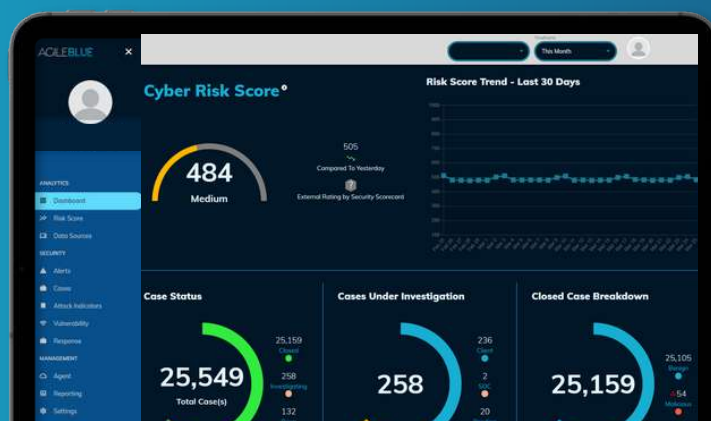 AGILEBLUE ×
This Month
Cyber Risk Score
484
Medium
505
Compared To Yesterday
?
External Rating by Security Scorecard
Risk Score Trend - Last 30 Days
ANALYTICS
Dashboard
Risk Score
Data Sources
SECURITY
Alerts
Cases
Attack Indicators
Vulnerability
Response
MANAGEMENT
Agent
Reporting
Settings
Case Status
25,549
Total Case(s)
25,159
Closed
258
Investigating
132
Cases Under Investigation
258
236
Client
2
SOC
20
Closed Case Breakdown
25,159
25,105
Benign
54
Malicious